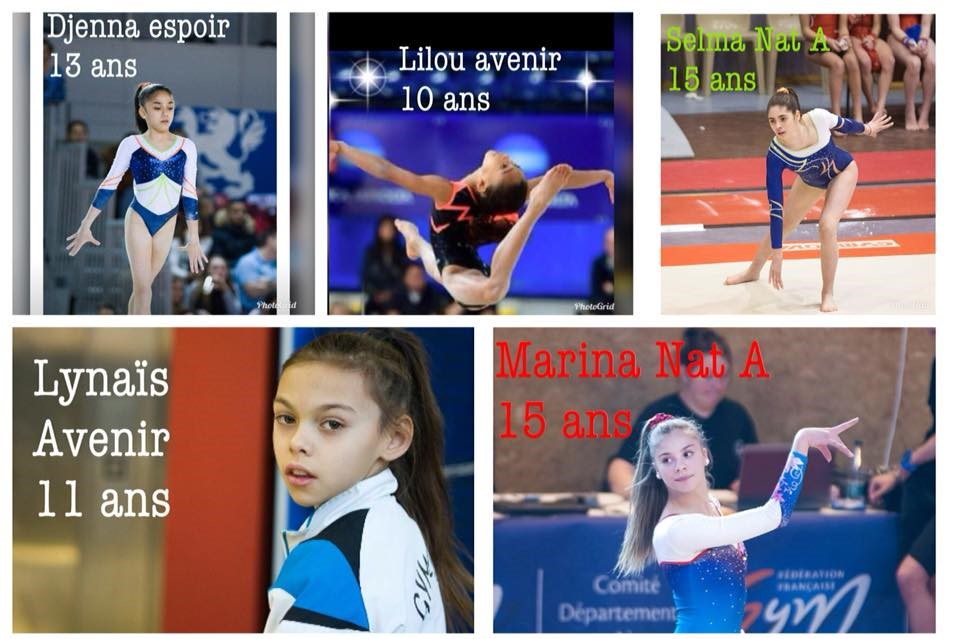 Djenna espoir
13 ans
PhotoGrid
Lilou avenir
10 ans
PhotoGrid
Selma Nat A
15 ans
GYMNOVA
Lynaïs
Avenir
11 ans
GYM
Marina Nat A
15 ans
Comité
Département
FÉDÉRATION
FRANÇAISE
Gym